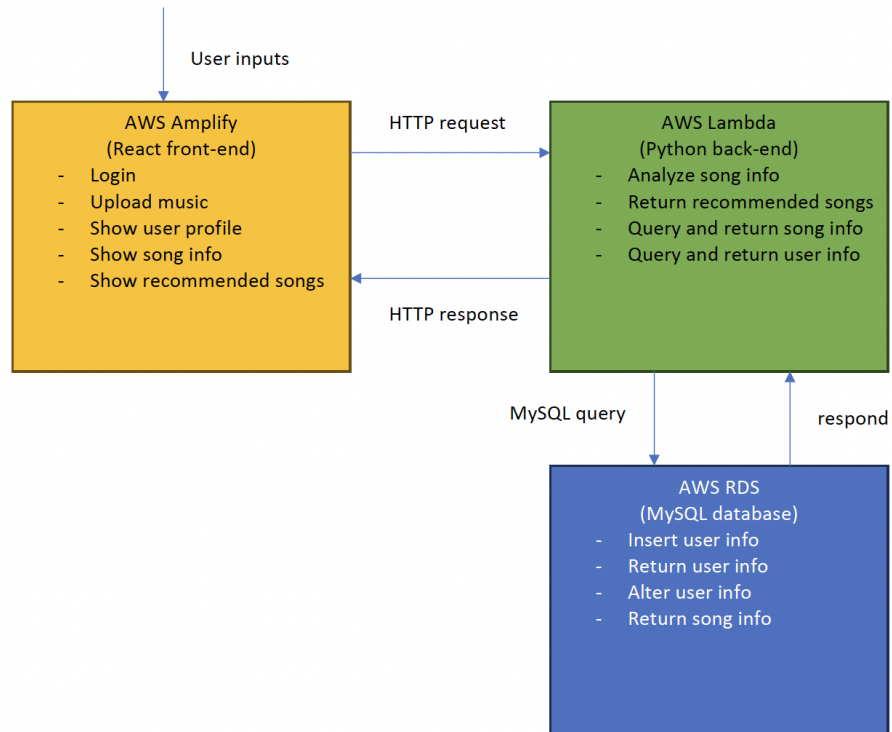 User inputs
AWS Amplify
(React front-end)
- Login
- Upload music
- Show user profile
- Show song info
- Show recommended songs
HTTP request
HTTP response
AWS Lambda
(Python back-end)
- Analyze song info
- Return recommended songs
- Query and return song info
- Query and return user info
MySQL query
respond
AWS RDS
(MySQL database)
- Insert user info
- Return user info
- Alter user info
- Return song info